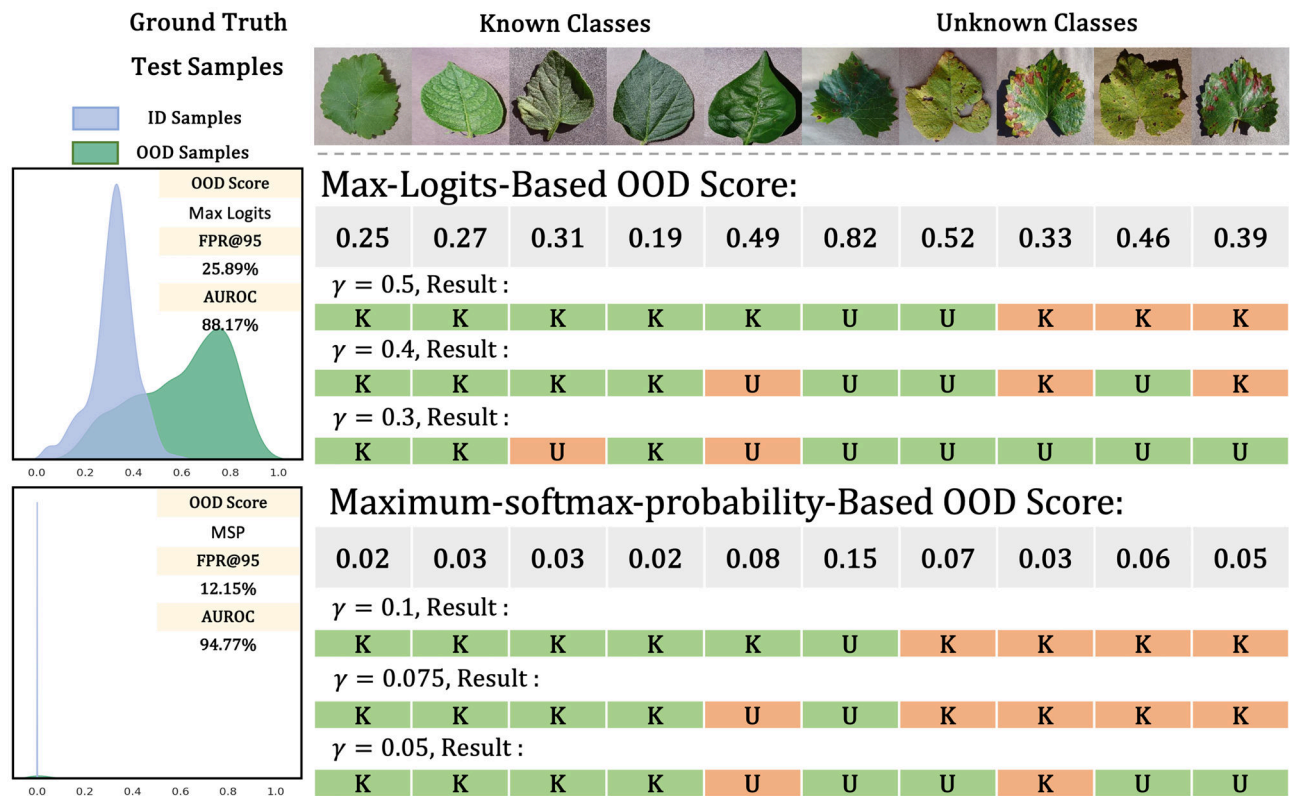 Ground Truth
Known Classes
Unknown Classes
Test Samples
ID Samples
OOD Samples
OOD Score
Max Logits
FPR@95
25.89%
AUROC
88.17%
0.0 0.2 0.4 0.6 0.8 1.0
Max-Logits-Based OOD Score:
0.25 0.27 0.31 0.19 0.49 0.82 0.52 0.33 0.46 0.39
γ = 0.5, Result :
K K K K K U U K K K
γ = 0.4, Result :
K K K K U U U K U K
γ = 0.3, Result :
K K U K U U U U U U
OOD Score
MSP
FPR@95
12.15%
AUROC
94.77%
0.0 0.2 0.4 0.6 0.8 1.0
Maximum-softmax-probability-Based OOD Score:
0.02 0.03 0.03 0.02 0.08 0.15 0.07 0.03 0.06 0.05
γ = 0.1, Result :
K K K K K U K K K K
γ = 0.075, Result :
K K K K U U K K K K
γ = 0.05, Result :
K K K K U U U K U U